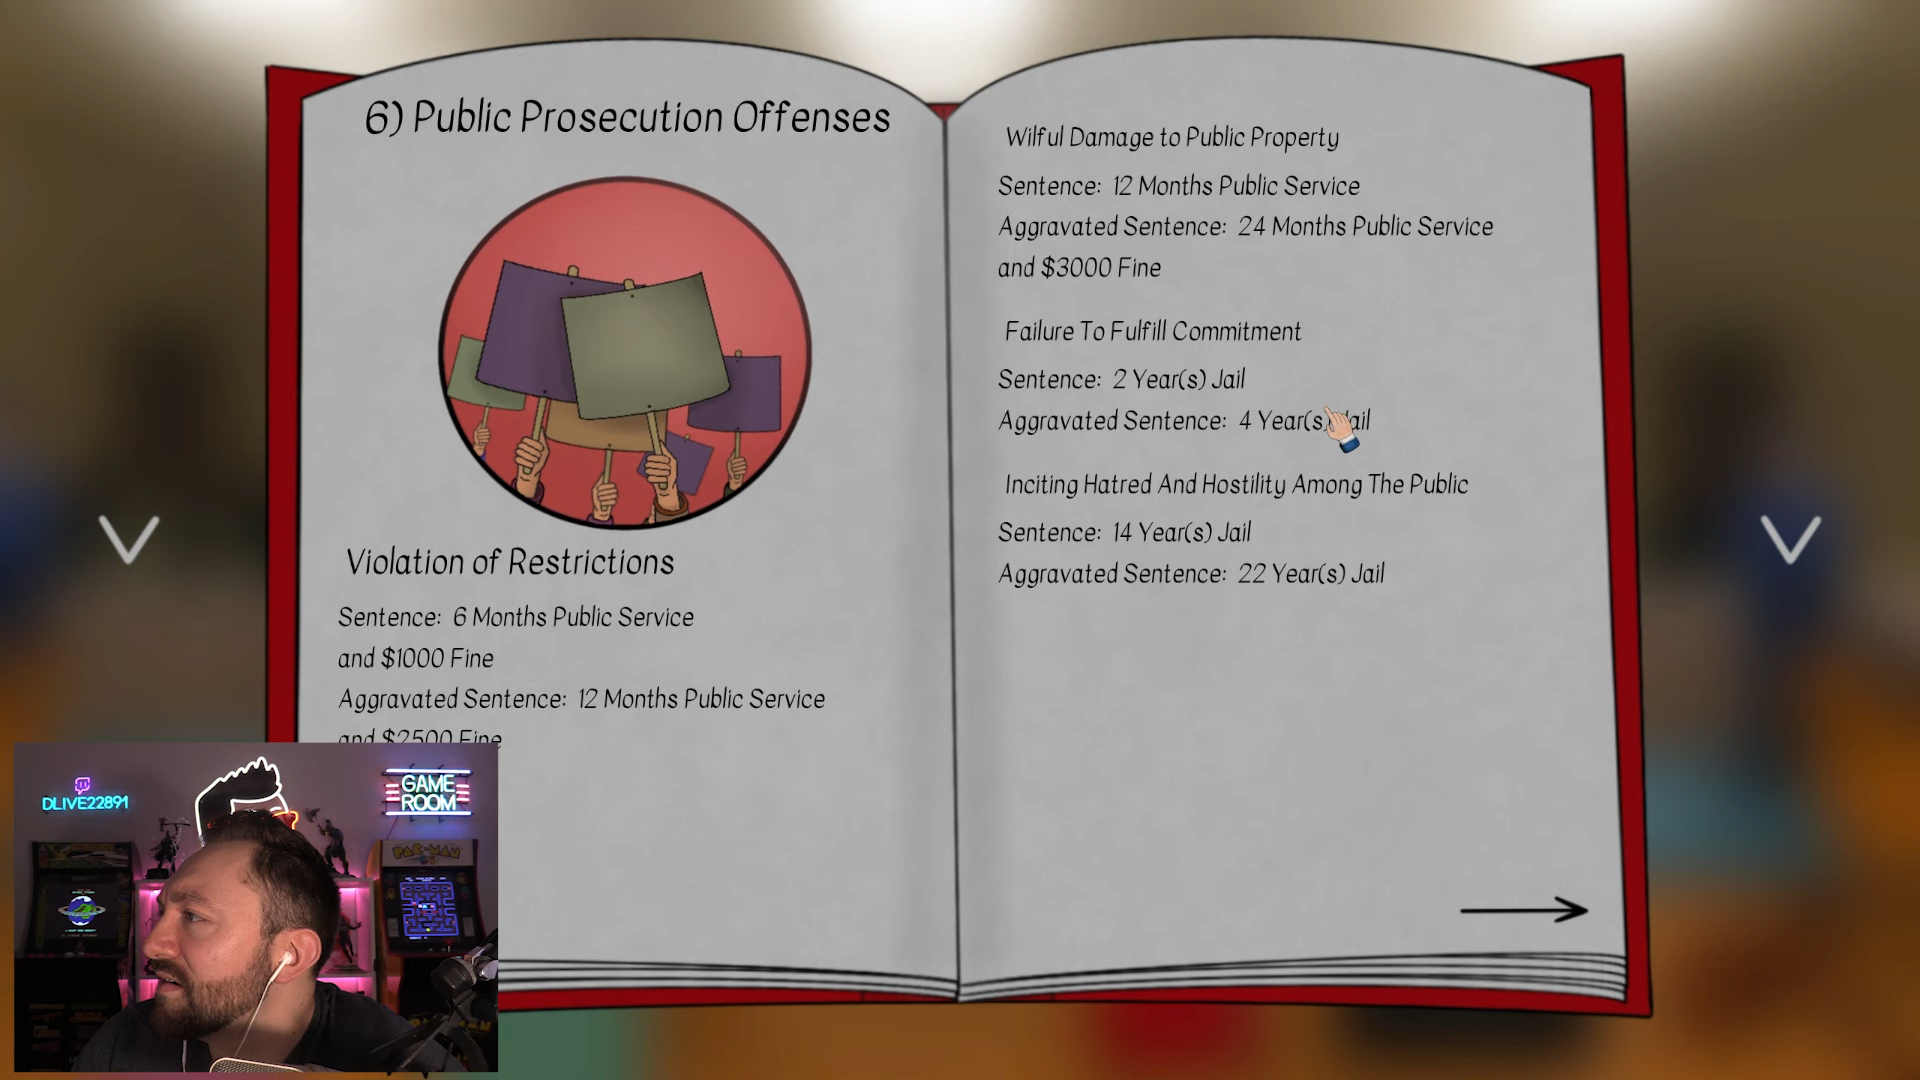 6) Public Prosecution Offenses
Violation of Restrictions
Sentence: 6 Months Public Service
and $1000 Fine
Aggravated Sentence: 12 Months Public Service
and $2500 Fine
Wilful Damage to Public Property
Sentence: 12 Months Public Service
Aggravated Sentence: 24 Months Public Service
and $3000 Fine
Failure To Fulfill Commitment
Sentence: 2 Year(s) Jail
Aggravated Sentence: 4 Year(s) Jail
Inciting Hatred And Hostility Among The Public
Sentence: 14 Year(s) Jail
Aggravated Sentence: 22 Year(s) Jail
DLIVE22891
GAME
ROOM
PAC-MAN